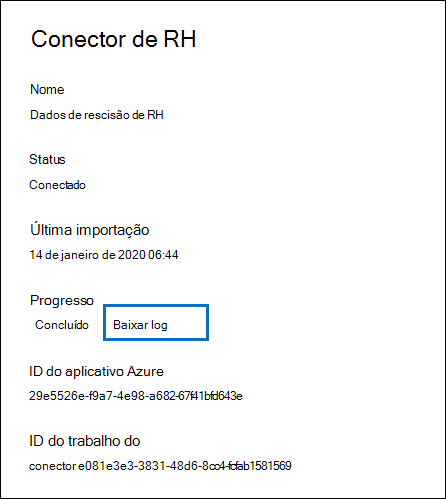 Conector de RH
Nome
Dados de rescisão de RH
Status
Conectado
Última importação
14 de janeiro de 2020 06:44
Progresso
Concluído Baixar log
ID do aplicativo Azure
29e5526e-f9a7-4e98-a682-67f41bfd643e
ID do trabalho do
conector e081e3e3-3831-48d6-8cc4-fcfab1581569